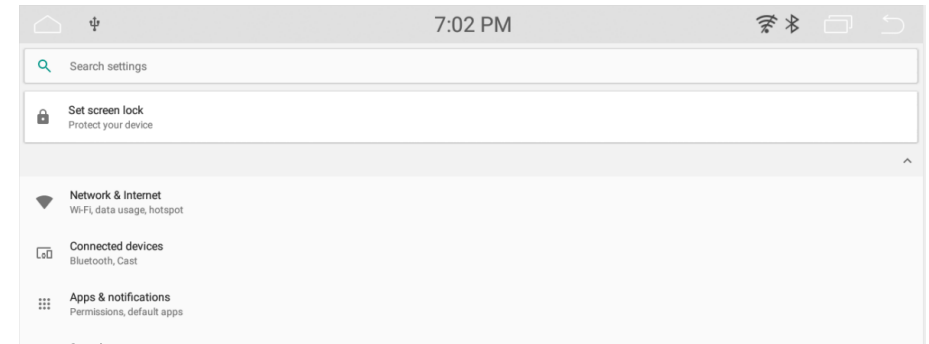 7:02 PM
Search settings
Set screen lock
Protect your device
Network & Internet
Wi-Fi, data usage, hotspot
Connected devices
Bluetooth, Cast
Apps & notifications
Permissions, default apps